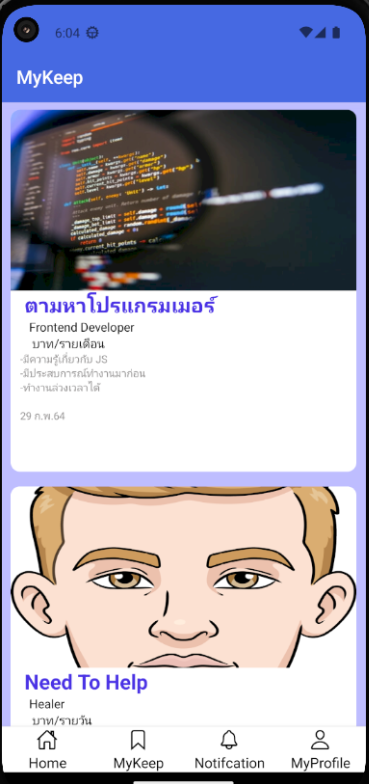 6:04
MyKeep
ตามหาโปรแกรมเมอร์
Frontend Developer
บาท/รายเดือน
-มีความรู้เกี่ยวกับ JS
-มีประสบการณ์ทำงานมาก่อน
-ทำงานล่วงเวลาได้
29 ก.พ.64
Need To Help
Healer
บาท/รายวัน
Home
MyKeep
Notifcation
MyProfile